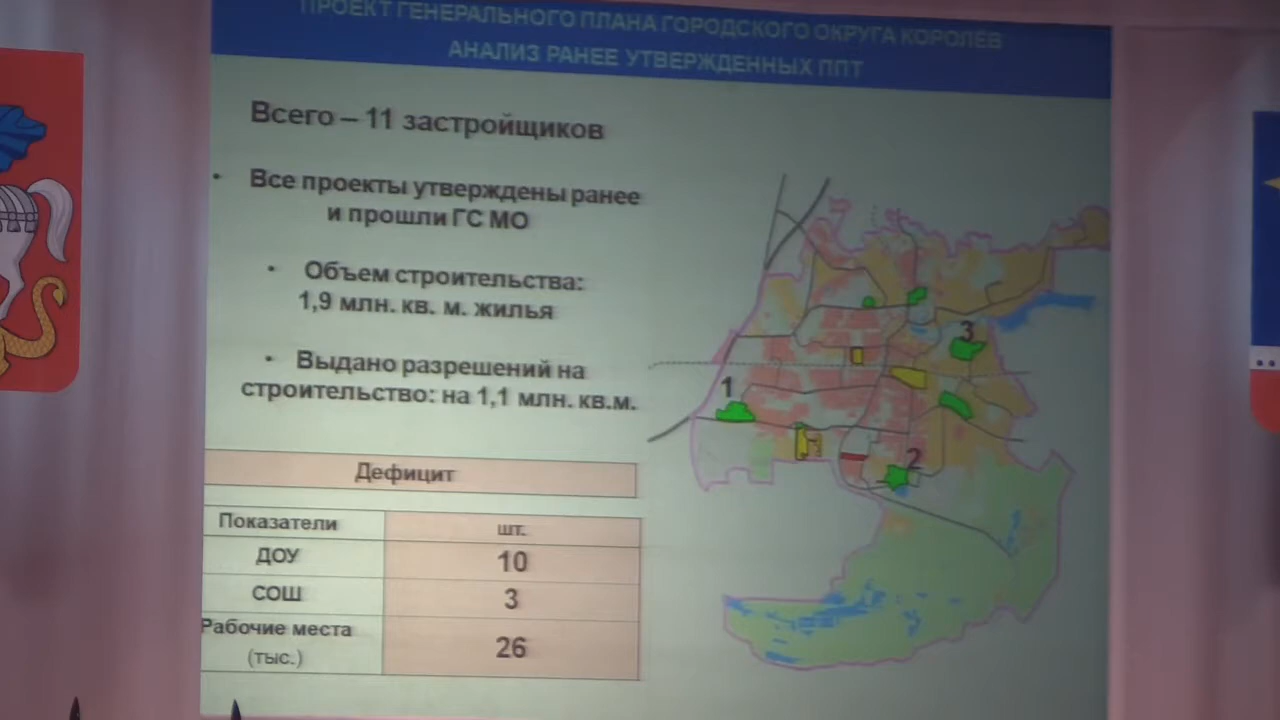 ПРОЕКТ ГЕНЕРАЛЬНОГО ПЛАНА ГОРОДСКОГО ОКРУГА КОРОЛЁВ
АНАЛИЗ РАНЕЕ УТВЕРЖДЕННЫХ ППТ
Всего – 11 застройщиков
• Все проекты утверждены ранее
и прошли ГС МО
• Объем строительства:
1,9 млн. кв. м. жилья
• Выдано разрешений на
строительство: на 1,1 млн. кв.м.
Дефицит
Показатели шт.
ДОУ 10
СОШ 3
Рабочие места
(тыс.) 26
3
1
2